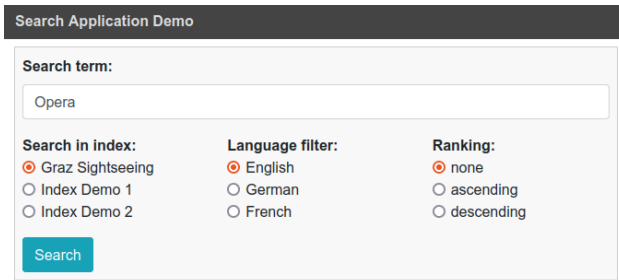 Search Application Demo
Search term:
Opera
Search in index: Language filter: Ranking:
Graz Sightseeing English none
Index Demo 1 German ascending
Index Demo 2 French descending
Search